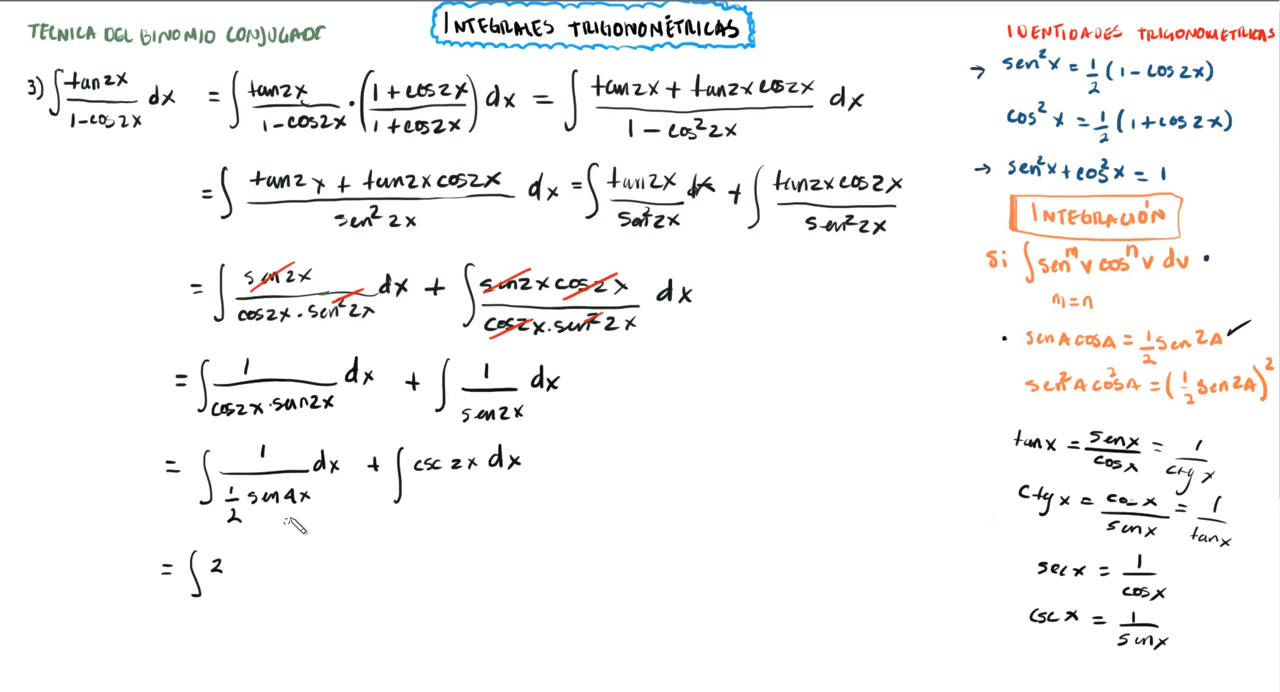 TECNICA DEL BINOMIO CONJUGADO
INTEGRALES TRIGONOMÉTRICAS
3) ∫ tan2x / 1-cos2x dx = ∫ tan2x / 1-cos2x · (1+cos2x / 1+cos2x) dx = ∫ tan2x + tan2x cos2x / 1-cos²2x dx
= ∫ tan2x + tan2x cos2x / sen²2x dx = ∫ tan2x / sen²2x dx + ∫ tan2x cos2x / sen²2x
= ∫ sen2x / cos2x · sen²2x dx + ∫ sen2x cos2x / cos2x · sen²2x dx
= ∫ 1 / cos2x · sen2x dx + ∫ 1 / sen2x dx
= ∫ 1 / ½ sen4x dx + ∫ csc2x dx
= ∫ 2
IDENTIDADES TRIGONOMETRICAS
→ sen²x = ½ (1-cos2x)
cos²x = ½ (1+cos2x)
→ sen²x + cos²x = 1
INTEGRACIÓN
Si ∫ senᵐv cosⁿv dv ·
m=n
· senA cosA = ½ sen2A ✓
sen²A cos²A = (½ sen2A)²
tanx = senx / cosx = 1 / ctgx
ctgx = cosx / senx = 1 / tanx
secx = 1 / cosx
cscx = 1 / senx